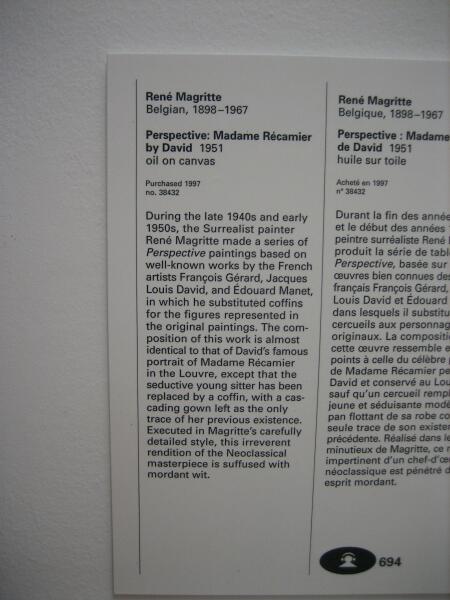 René Magritte
Belgian, 1898–1967
Perspective: Madame Récamier
by David 1951
oil on canvas
Purchased 1997
no. 38432
During the late 1940s and early
1950s, the Surrealist painter
René Magritte made a series of
Perspective paintings based on
well-known works by the French
artists François Gérard, Jacques
Louis David, and Édouard Manet,
in which he substituted coffins
for the figures represented in
the original paintings. The com-
position of this work is almost
identical to that of David's famous
portrait of Madame Récamier
in the Louvre, except that the
seductive young sitter has been
replaced by a coffin, with a cas-
cading gown left as the only
trace of her previous existence.
Executed in Magritte's carefully
detailed style, this irreverent
rendition of the Neoclassical
masterpiece is suffused with
mordant wit.
René Magritte
Belgique, 1898–1967
Perspective : Madame
de David 1951
huile sur toile
Acheté en 1997
n° 38432
Durant la fin des année
et le début des années
peintre surréaliste René
produit la série de table
Perspective, basée sur
œuvres bien connues des
français François Gérard,
Louis David et Édouard
dans lesquels il substitu
cercueils aux personnag
originaux. La compositio
cette œuvre ressemble e
points à celle du célèbre
de Madame Récamier pe
David et conservé au Lou
sauf qu'un cercueil rempl
jeune et séduisante modè
pan flottant de sa robe co
seule trace de son existen
précédente. Réalisé dans le
minutieux de Magritte, ce r
impertinent d'un chef-d'œu
néoclassique est pénétré d
esprit mordant.
694